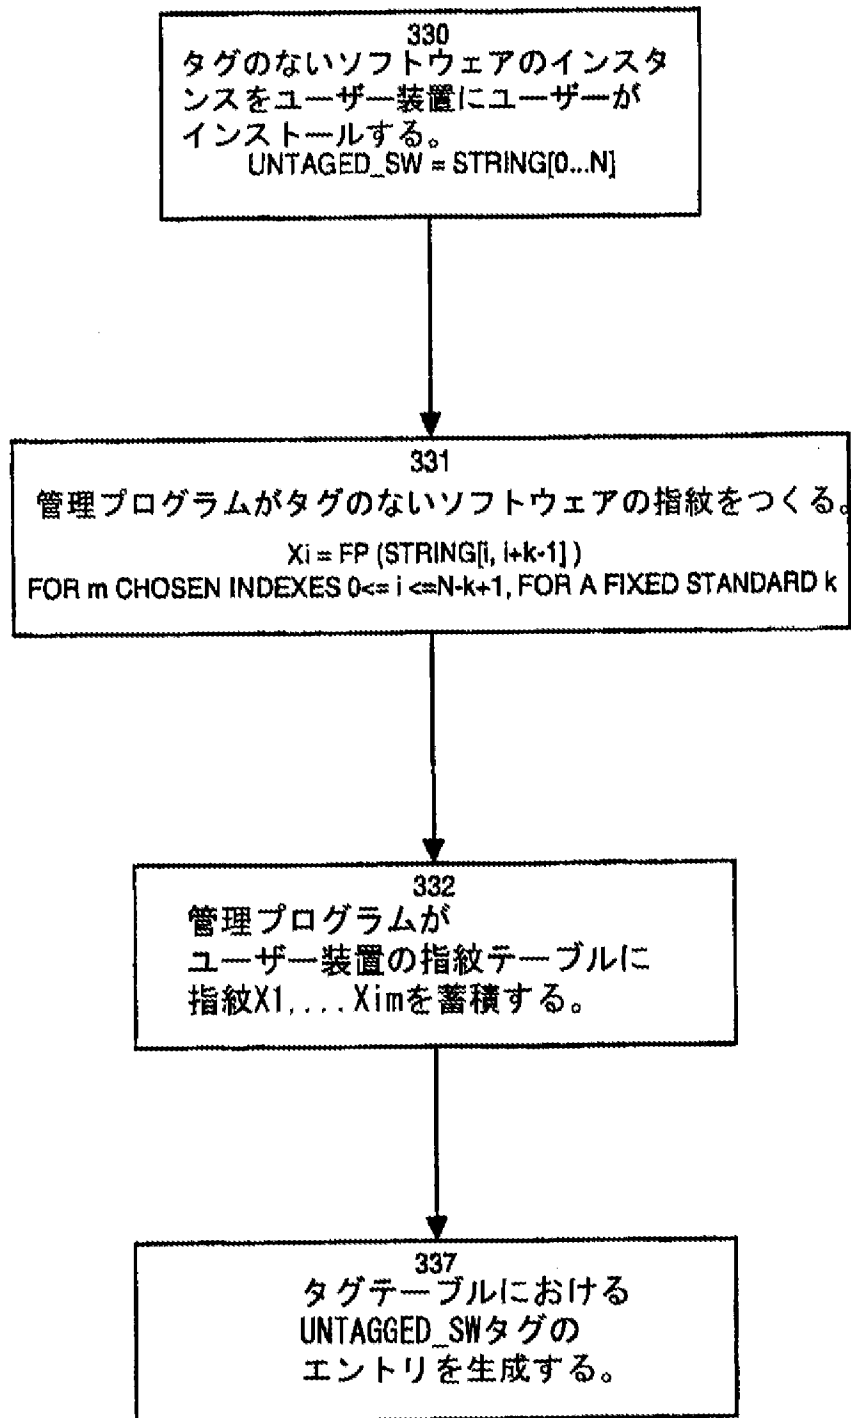 330
タグのないソフトウェアのインスタ
ンスをユーザー装置にユーザーが
インストールする。
UNTAGED_SW = STRING[0...N]
331
管理プログラムがタグのないソフトウェアの指紋をつくる。
Xi = FP (STRING[i, i+k-1] )
FOR m CHOSEN INDEXES 0<= i <=N-k+1, FOR A FIXED STANDARD k
332
管理プログラムが
ユーザー装置の指紋テーブルに
指紋X1,...Ximを蓄積する。
337
タグテーブルにおける
UNTAGGED_SWタグの
エントリを生成する。